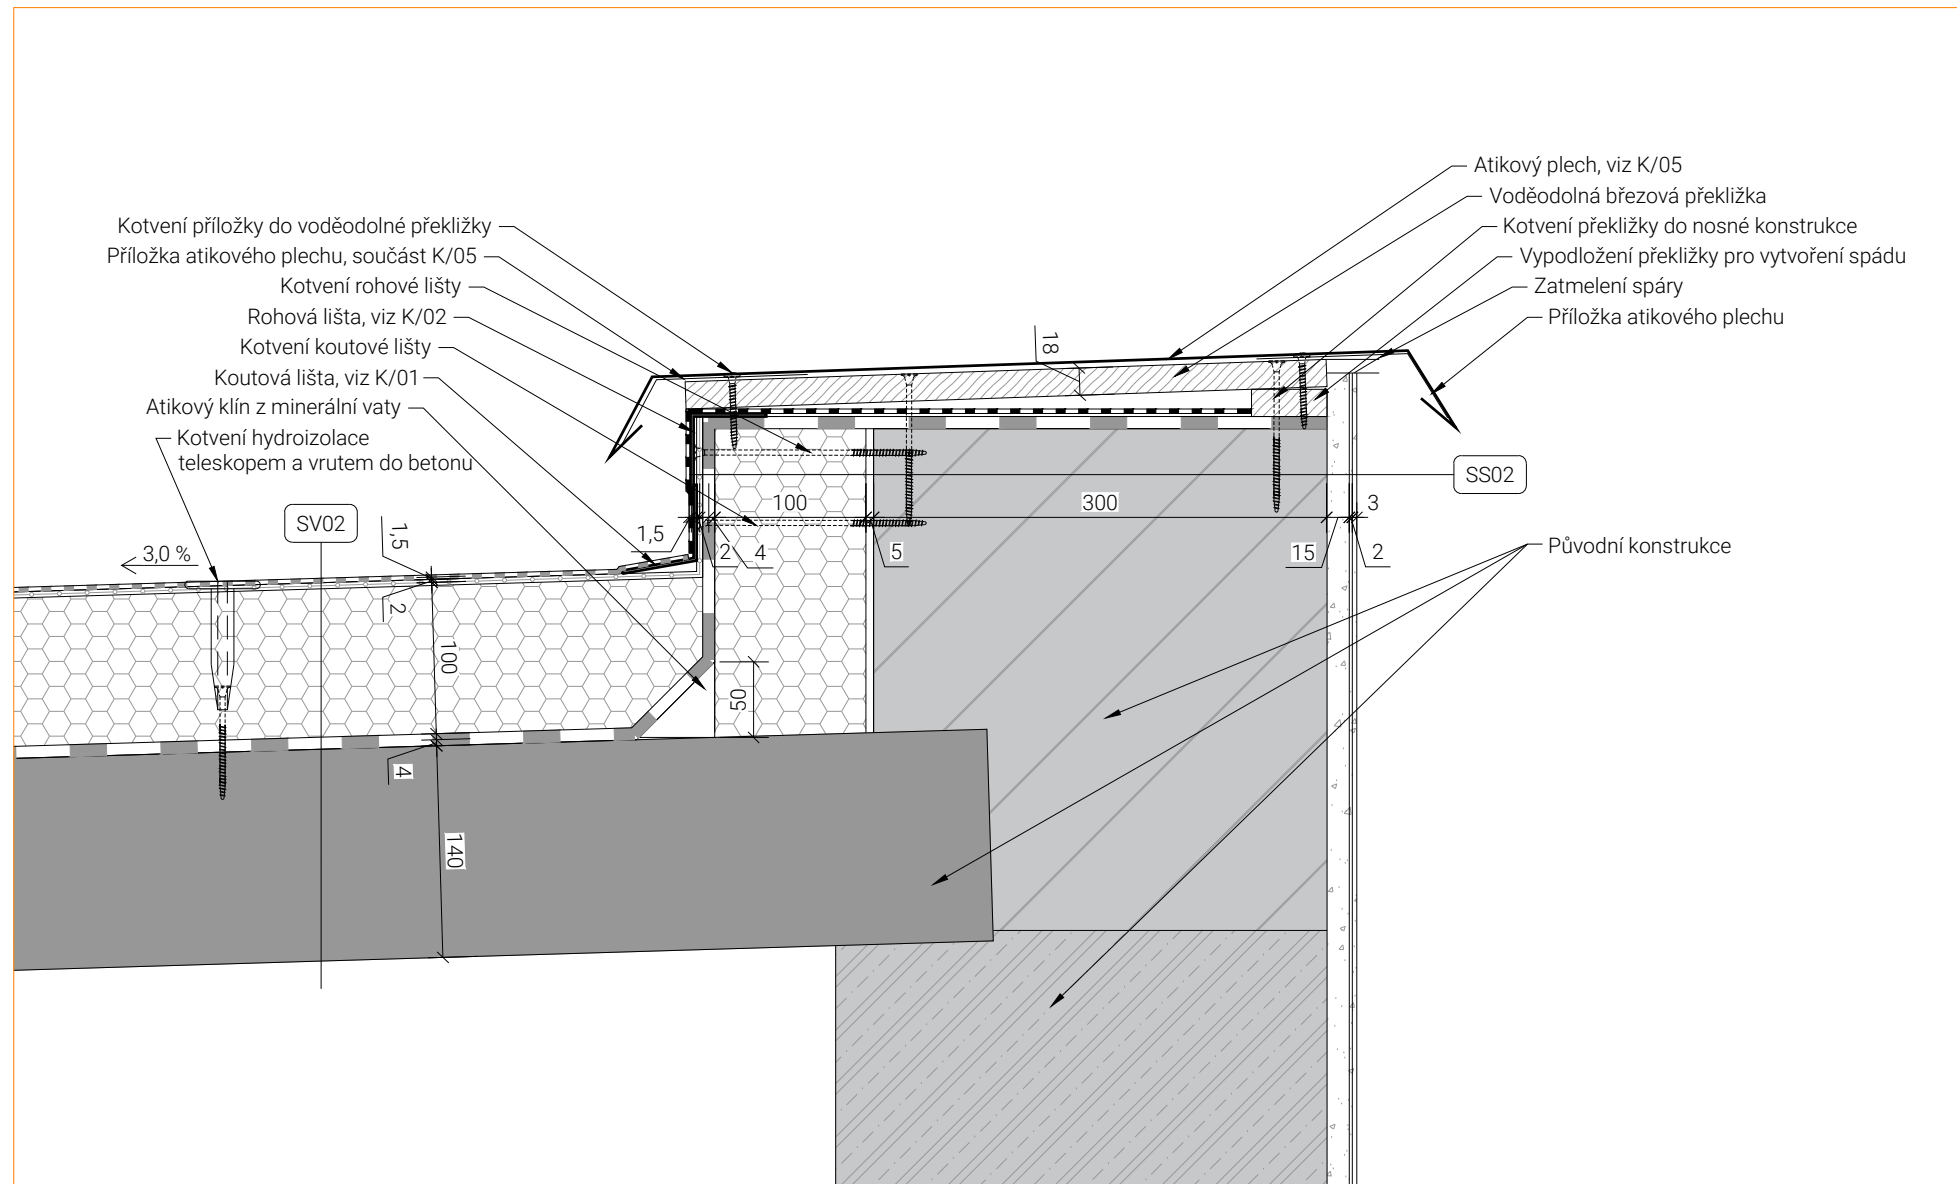 Atikový plech, viz K/05
Voděodolná březová překližka
Kotvení překližky do nosné konstrukce
Vypodložení překližky pro vytvoření spádu
Zatmelení spáry
Příložka atikového plechu
Kotvení příložky do voděodolné překližky
Příložka atikového plechu, součást K/05
Kotvení rohové lišty
Rohová lišta, viz K/02
Kotvení koutové lišty
Koutová lišta, viz K/01
Atikový klín z minerální vaty
Kotvení hydroizolace
teleskopem a vrutem do betonu
18
SS02
100
300
3
SV02
1,5
1,5
2
4
5
15
2
Původní konstrukce
3,0 %
2
100
50
4
140